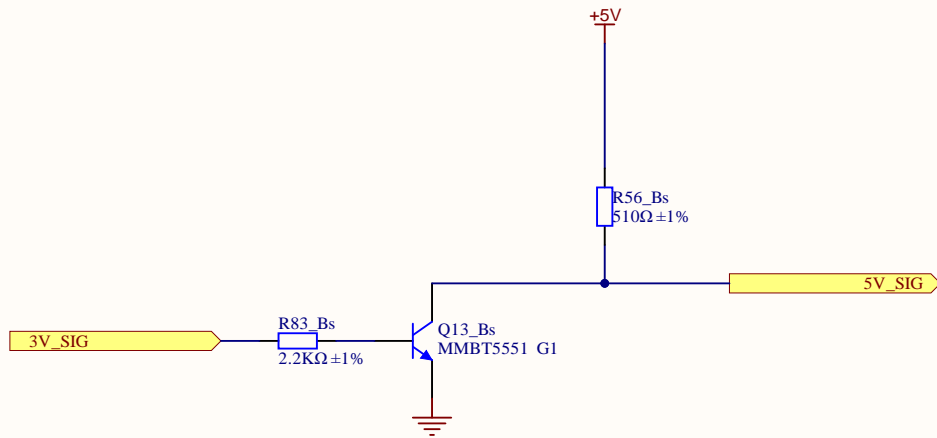 +5V
R56_Bs
510Ω ±1%
5V_SIG
R83_Bs
3V_SIG
2.2KΩ ±1%
Q13_Bs
MMBT5551 G1